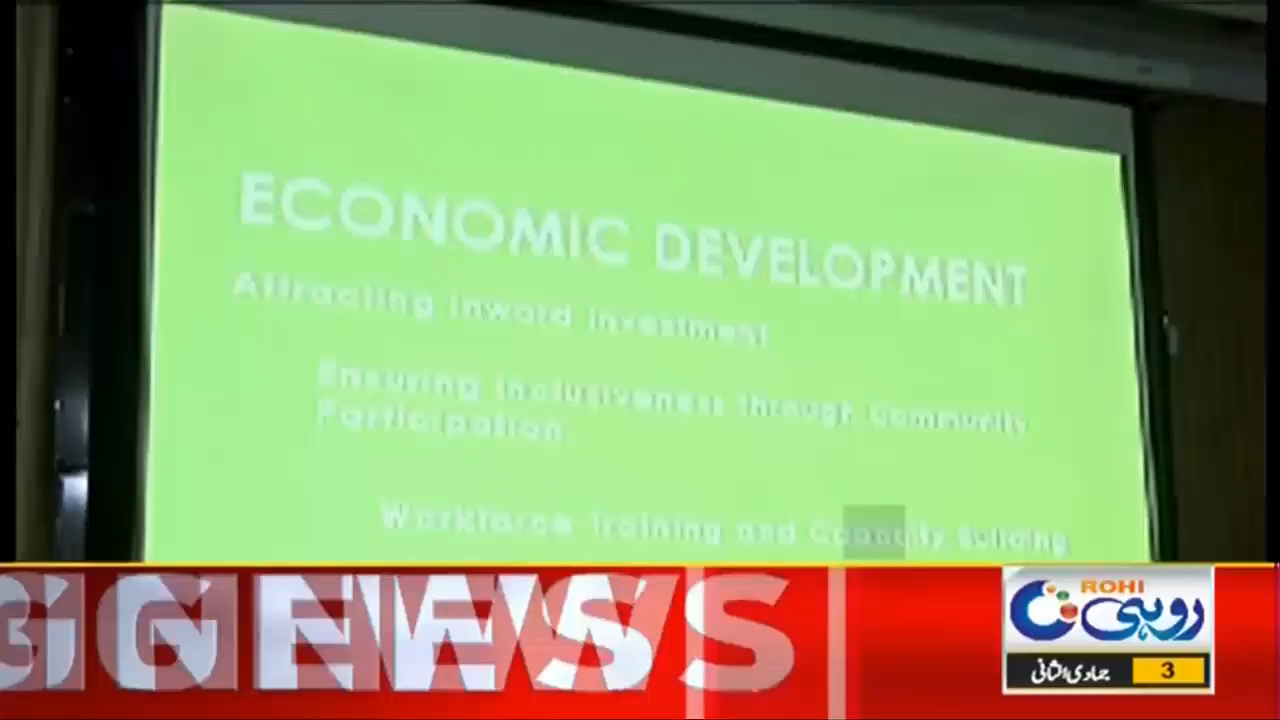 ECONOMIC DEVELOPMENT
Attracting Inward Investment
Ensuring Inclusiveness through Community
Participation
Workforce Training and Capacity Building
NEWS
ROHI
روہی
جمادی الثانی 3